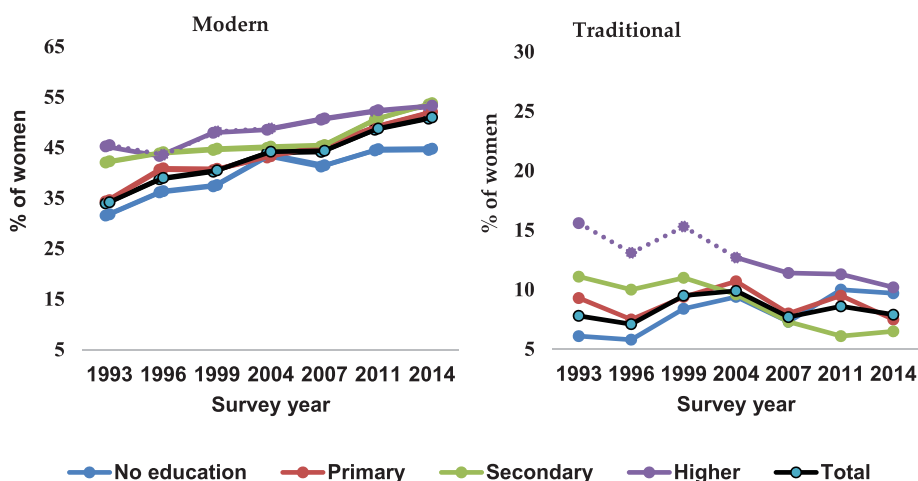 Modern
% of women
65
55
45
35
25
15
5
1993 1996 1999 2004 2007 2011 2014
Survey year
Traditional
% of women
30
25
20
15
10
5
1993 1996 1999 2004 2007 2011 2014
Survey year
No education Primary Secondary Higher Total